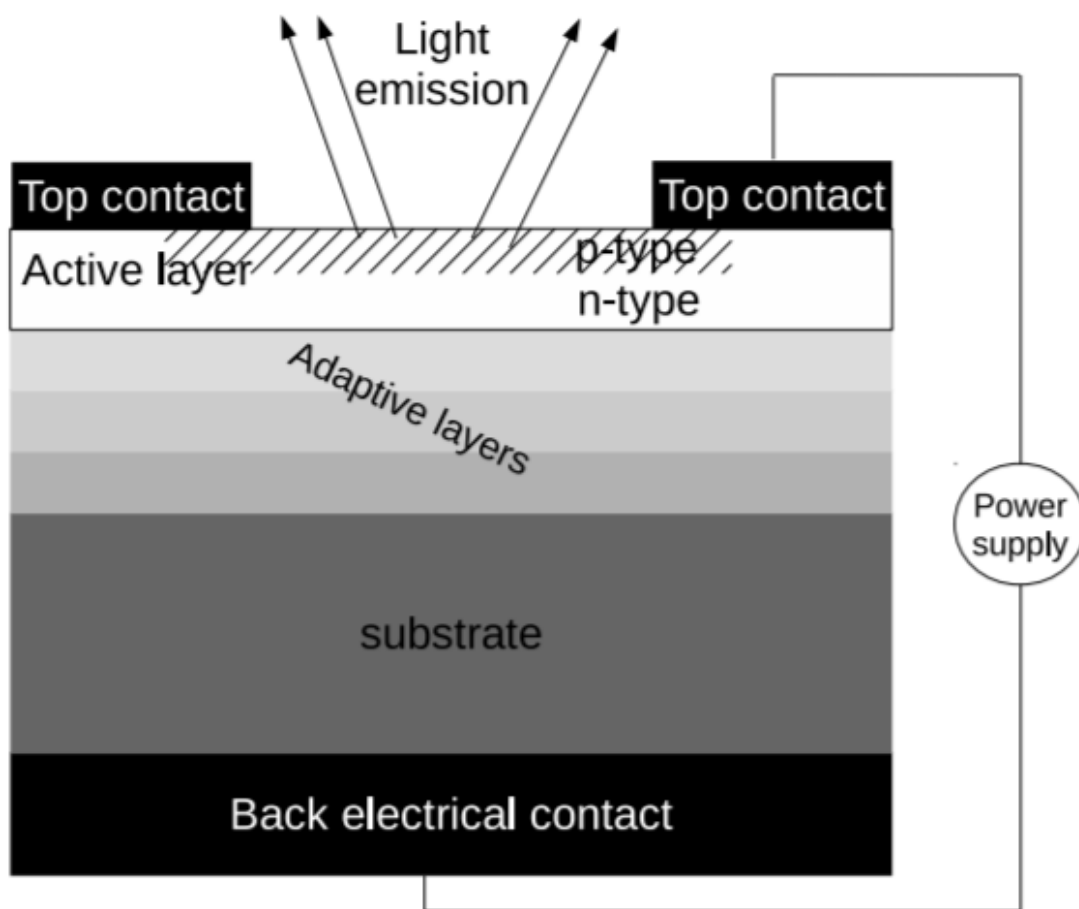 Light
emission
Top contact
Top contact
Active layer
p-type
n-type
Adaptive layers
Power
supply
substrate
Back electrical contact